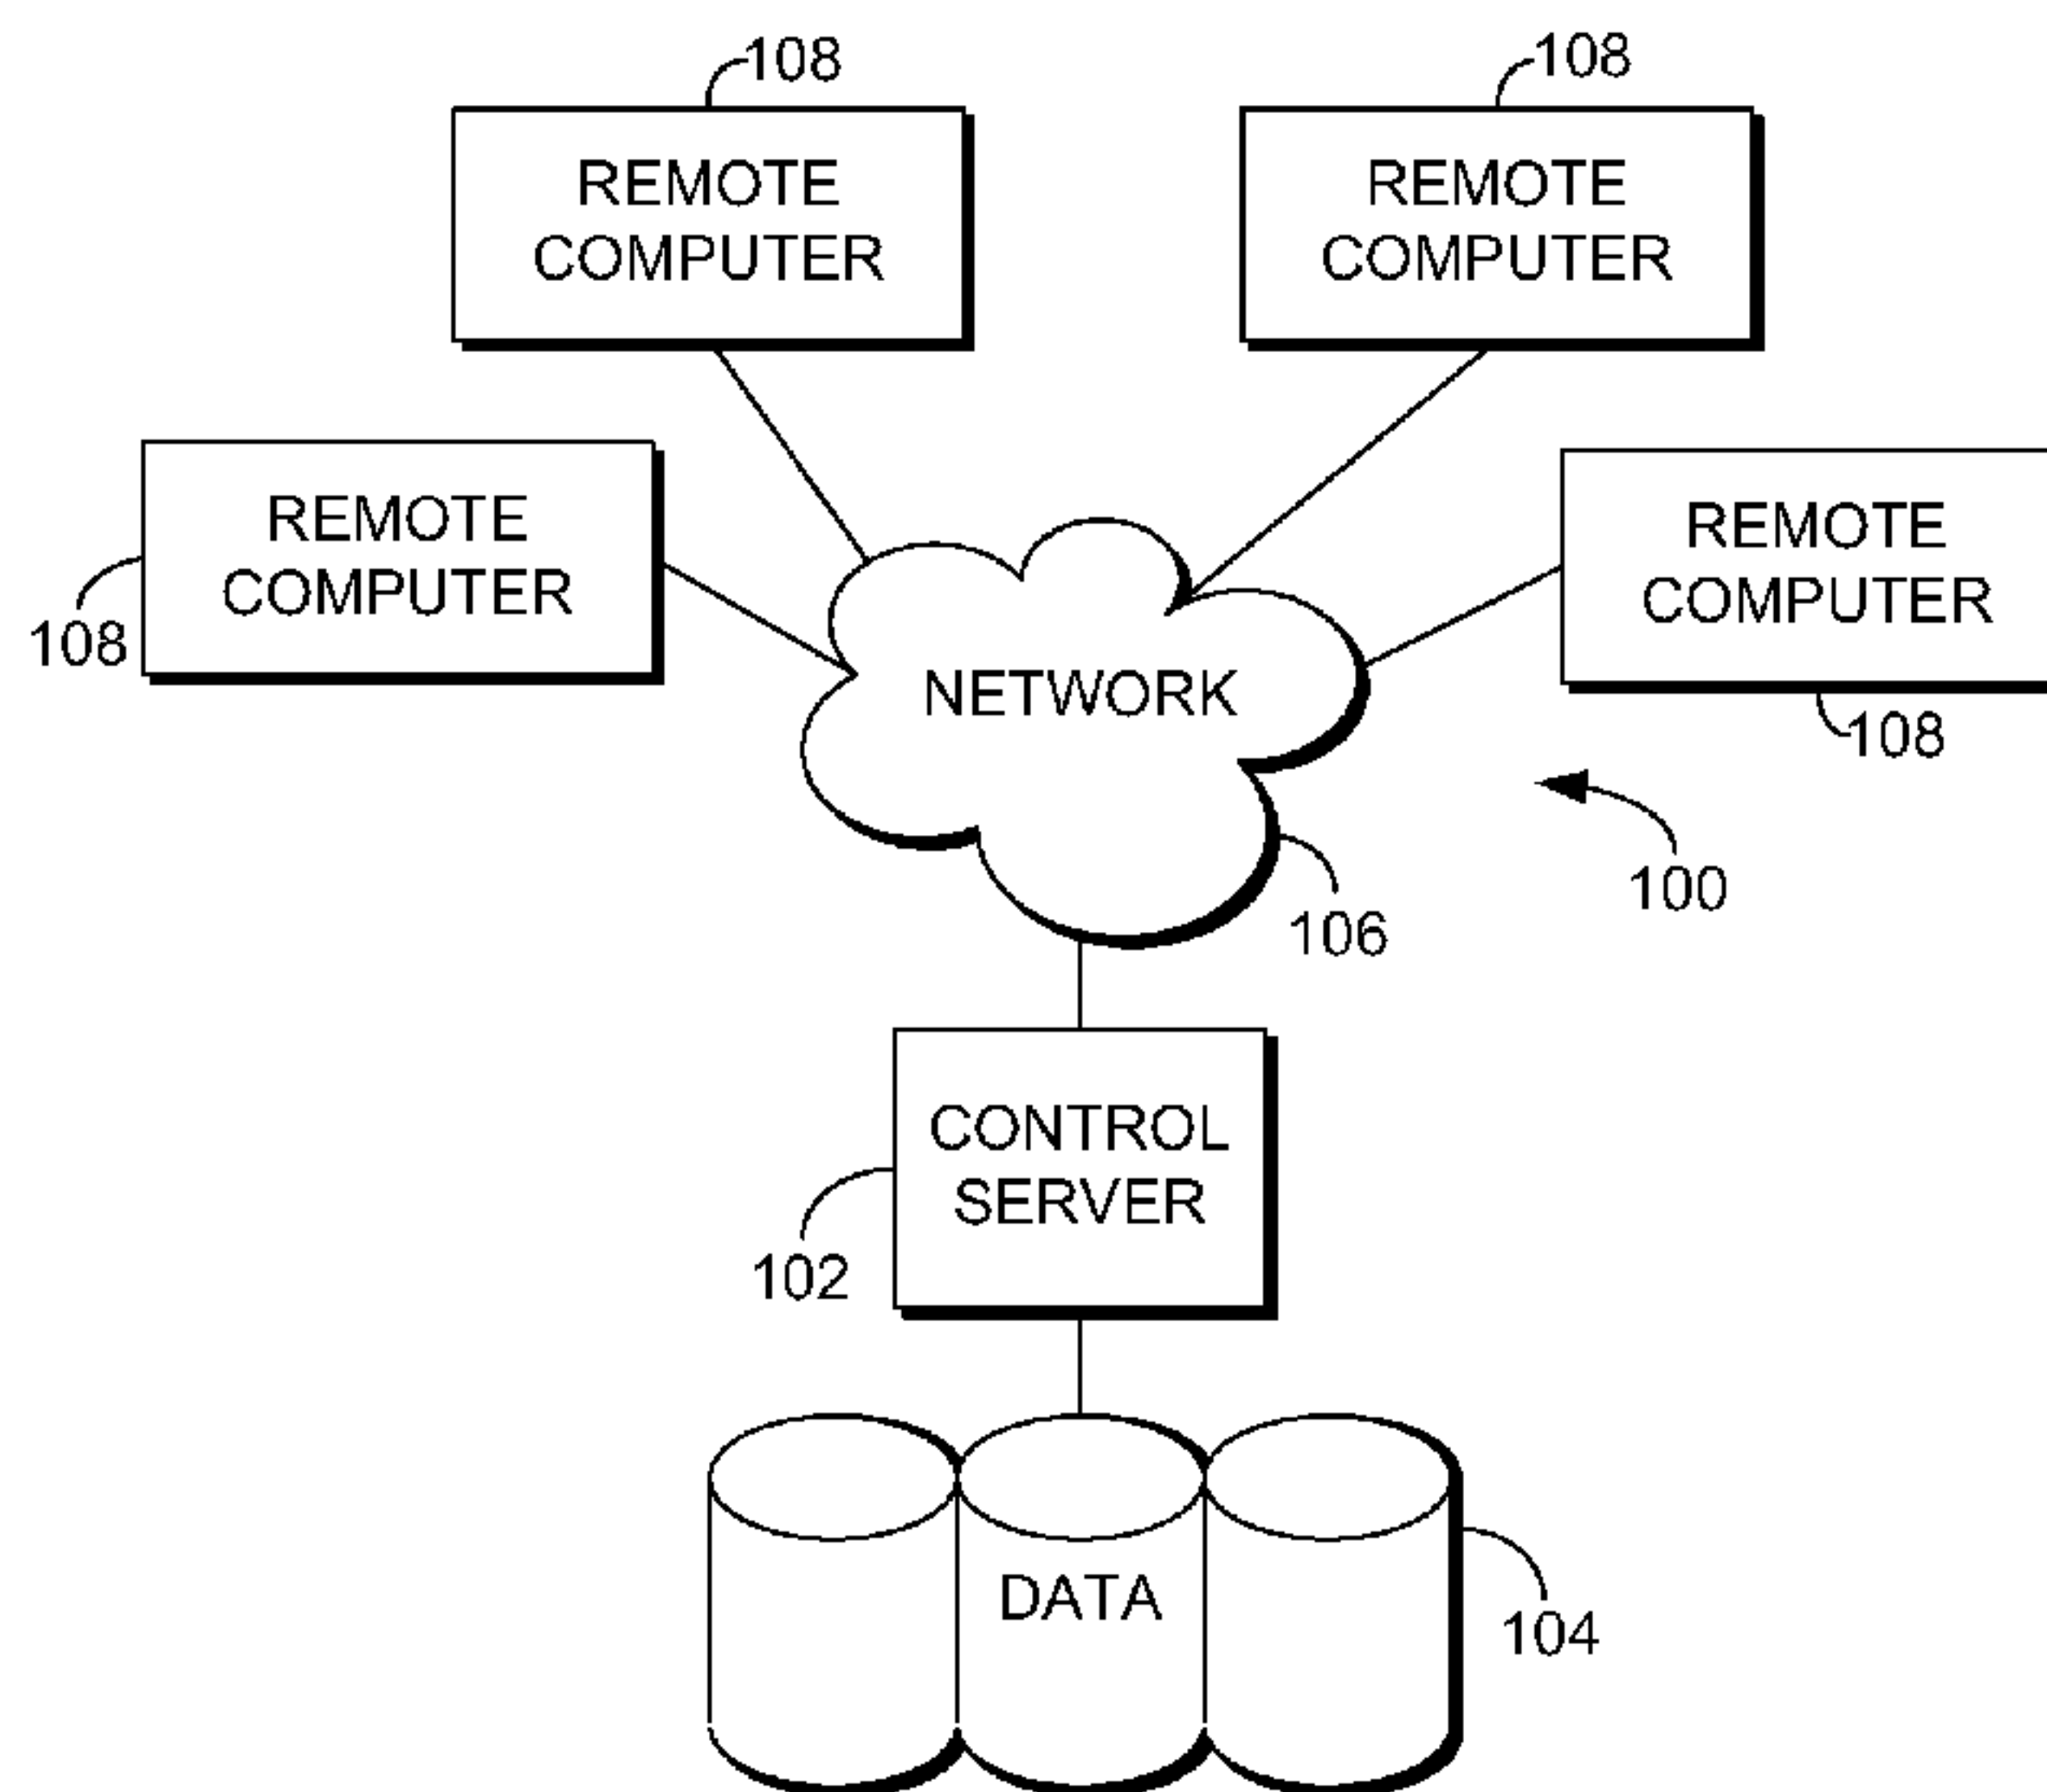 108
108
REMOTE
COMPUTER
REMOTE
COMPUTER
REMOTE
COMPUTER
REMOTE
COMPUTER
108
NETWORK
108
100
106
CONTROL
SERVER
102
DATA
104